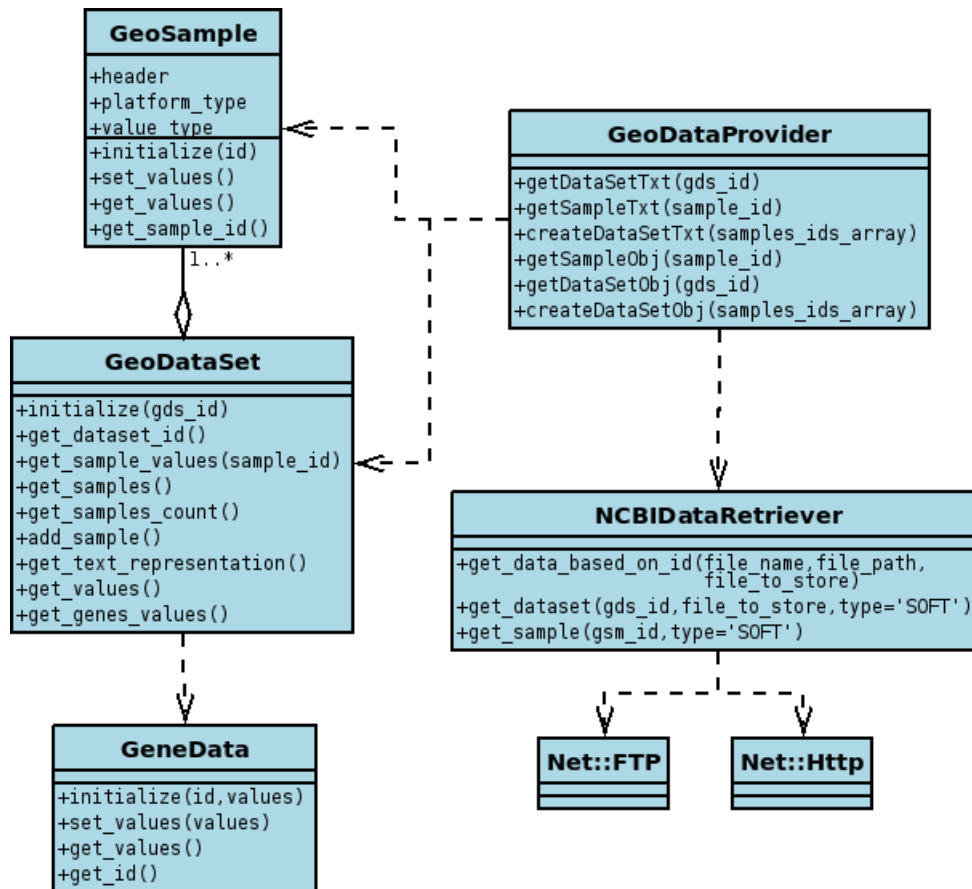 GeoSample
+header
+platform_type
+value_type
+initialize(id)
+set_values()
+get_values()
+get_sample_id()
1..*
GeoDataProvider
+getDataSetTxt(gds_id)
+getSampleTxt(sample_id)
+createDataSetTxt(samples_ids_array)
+getSampleObj(sample_id)
+getDataSetObj(gds_id)
+createDataSetObj(samples_ids_array)
GeoDataSet
+initialize(gds_id)
+get_dataset_id()
+get_sample_values(sample_id)
+get_samples()
+get_samples_count()
+add_sample()
+get_text_representation()
+get_values()
+get_genes_values()
NCBIDataRetriever
+get_data_based_on_id(file_name,file_path,
file_to_store)
+get_dataset(gds_id,file_to_store,type='SOFT')
+get_sample(gsm_id,type='SOFT')
GeneData
+initialize(id,values)
+set_values(values)
+get_values()
+get_id()
Net::FTP
Net::Http